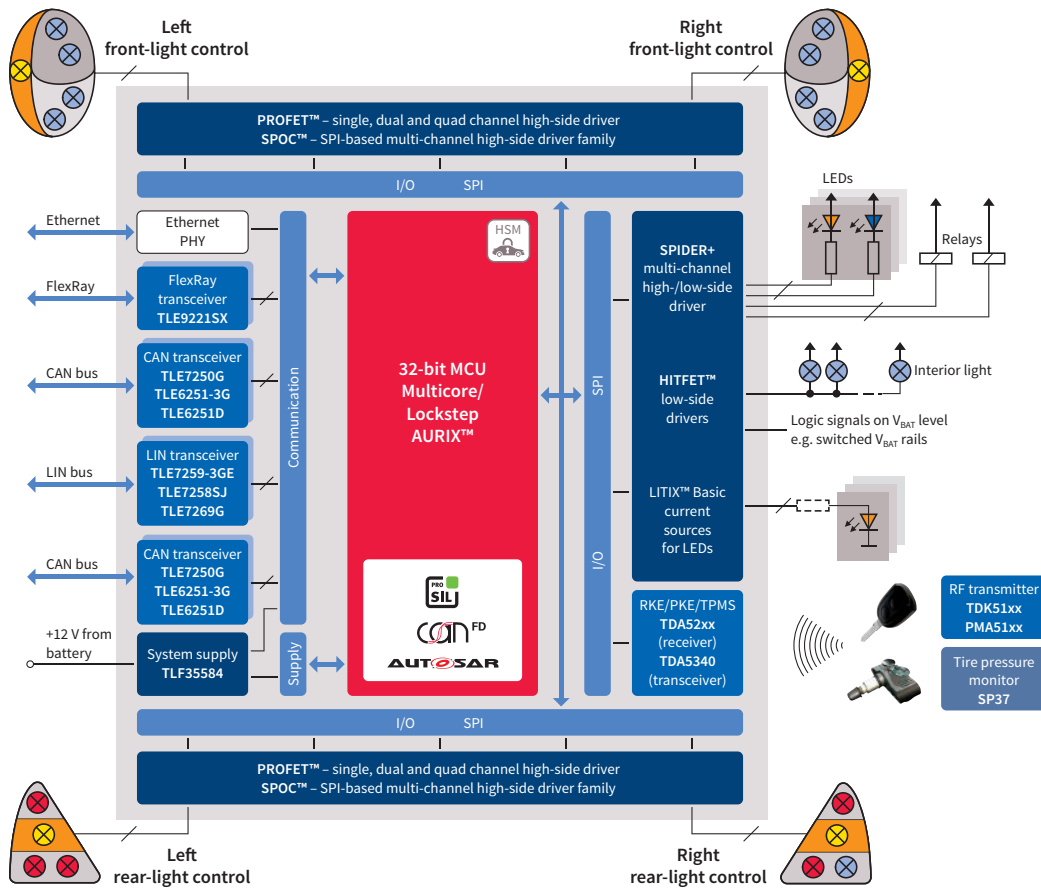 Left
front-light control
Right
front-light control
PROFET™ – single, dual and quad channel high-side driver
SPOC™ – SPI-based multi-channel high-side driver family
I/O SPI
Ethernet
Ethernet
PHY
FlexRay
FlexRay
transceiver
TLE9221SX
CAN bus
CAN transceiver
TLE7250G
TLE6251-3G
TLE6251D
LIN bus
LIN transceiver
TLE7259-3GE
TLE7258SJ
TLE7269G
CAN bus
CAN transceiver
TLE7250G
TLE6251-3G
TLE6251D
+12 V from
battery
System supply
TLF35584
Communication
Supply
HSM
32-bit MCU
Multicore/
Lockstep
AURIX™
PRO
SIL
CAN FD
AUTOSAR
SPI
I/O
SPIDER+
multi-channel
high-/low-side
driver
HITFET™
low-side
drivers
LITIX™ Basic
current
sources
for LEDs
RKE/PKE/TPMS
TDA52xx
(receiver)
TDA5340
(transceiver)
LEDs
Relays
Interior light
Logic signals on VBAT level
e.g. switched VBAT rails
RF transmitter
TDK51xx
PMA51xx
Tire pressure
monitor
SP37
I/O SPI
PROFET™ – single, dual and quad channel high-side driver
SPOC™ – SPI-based multi-channel high-side driver family
Left
rear-light control
Right
rear-light control